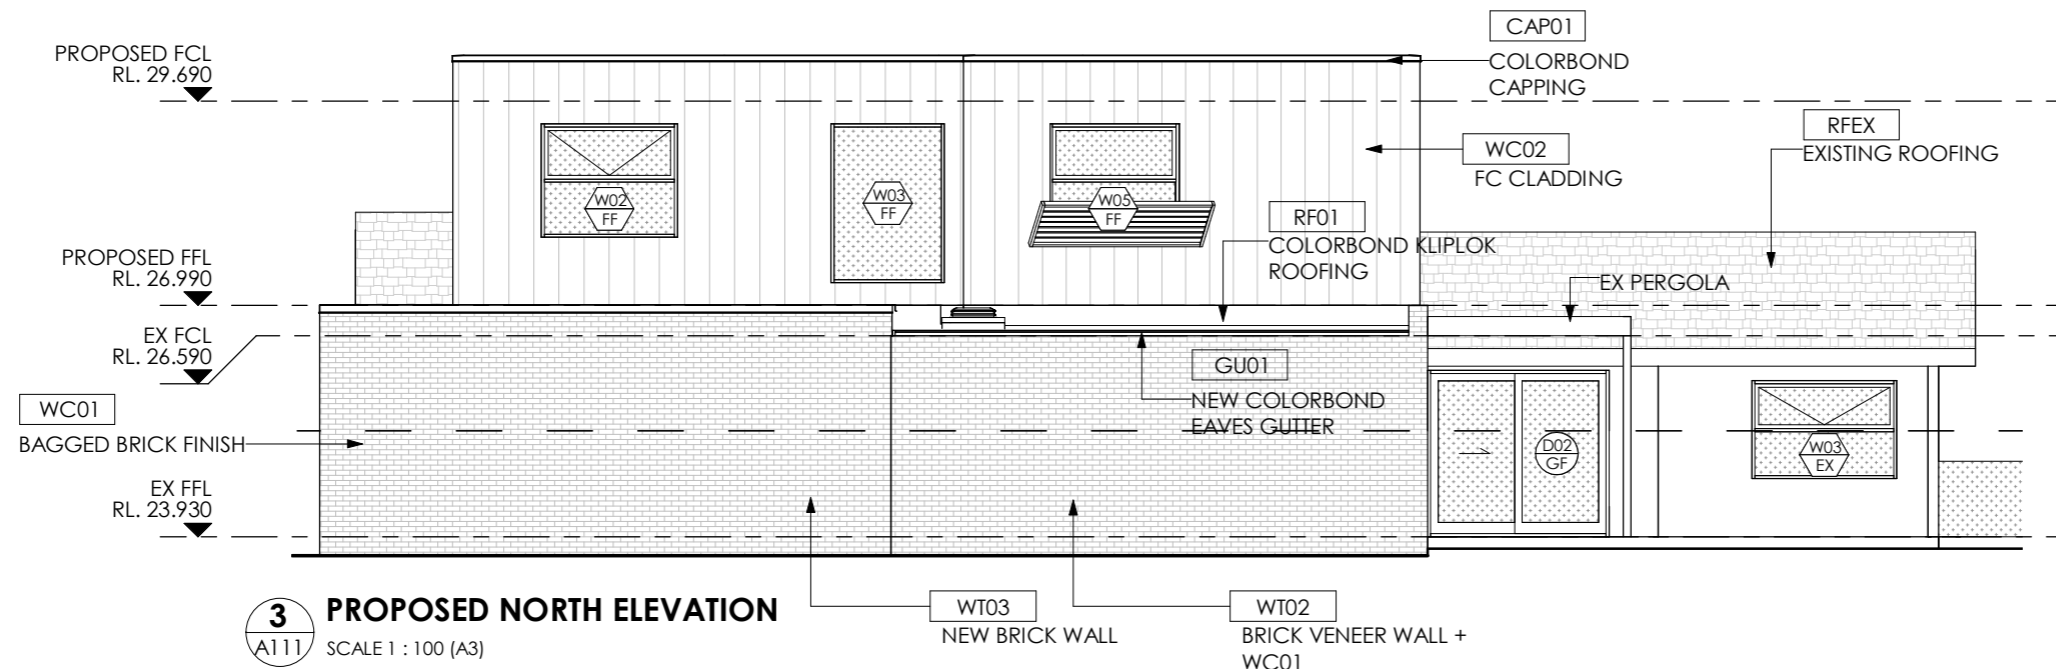 PROPOSED FCL
RL. 29.690
PROPOSED FFL
RL. 26.990
EX FCL
RL. 26.590
WC01
BAGGED BRICK FINISH
EX FFL
RL. 23.930
CAP01
COLORBOND
CAPPING
WC02
FC CLADDING
RFEX
EXISTING ROOFING
RF01
COLORBOND KLIPLOK
ROOFING
EX PERGOLA
GU01
NEW COLORBOND
EAVES GUTTER
W02
FF
W03
FF
W05
FF
D02
GF
W03
EX
WT03
NEW BRICK WALL
WT02
BRICK VENEER WALL +
WC01
3
A111
PROPOSED NORTH ELEVATION
SCALE 1 : 100 (A3)